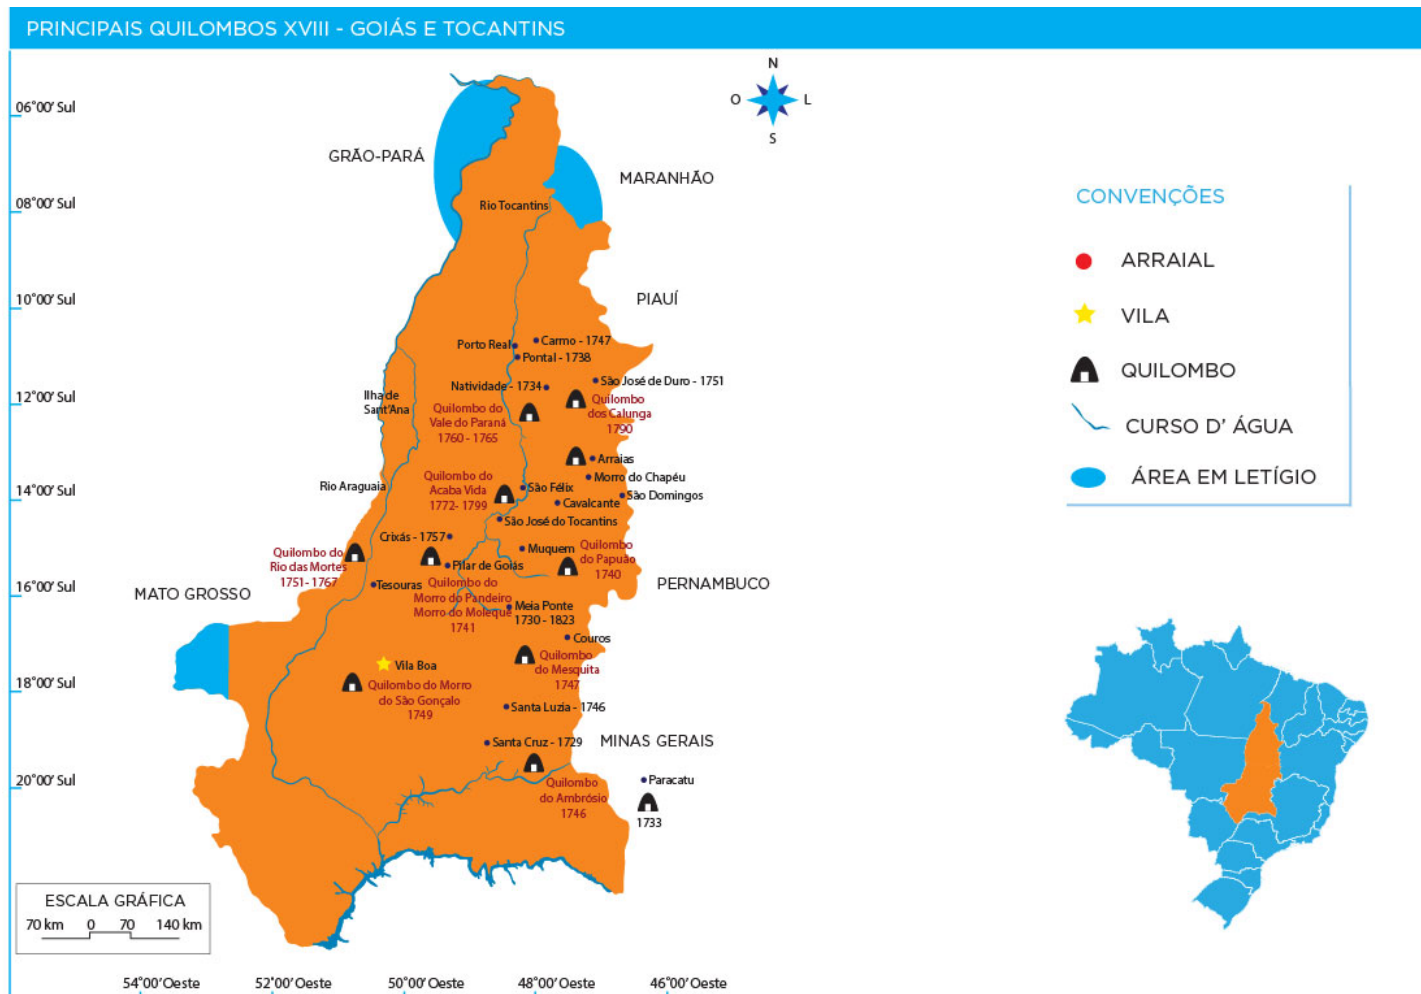 PRINCIPAIS QUILOMBOS XVIII - GOIÁS E TOCANTINS
N
O
L
S
06°00' Sul
08°00' Sul
10°00' Sul
12°00' Sul
14°00' Sul
16°00' Sul
18°00' Sul
20°00' Sul
GRÃO-PARÁ
MARANHÃO
Rio Tocantins
PIAUÍ
Porto Real
Carmo - 1747
Pontal - 1738
São José de Duro - 1751
Natividade - 1734
Ilha de
Sant'Ana
Quilombo do
Vale do Paraná
1760 - 1765
Quilombo
dos Calunga
1790
Arraias
Morro do Chapéu
Rio Araguaia
Quilombo do
Acaba Vida
1772- 1799
São Félix
São Domingos
Cavalcante
São José do Tocantins
Crixás - 1757
Muquem
Quilombo
do Papuão
1740
Quilombo do
Rio das Mortes
1751- 1767
Pilar de Goiás
Tesouras
Quilombo do
Morro do Pandeiro
Morro do Moleque
1741
MATO GROSSO
PERNAMBUCO
Meia Ponte
1730 - 1823
Couros
Vila Boa
Quilombo
do Mesquita
1747
Quilombo do Morro
do São Gonçalo
1749
Santa Luzia - 1746
Santa Cruz - 1729
MINAS GERAIS
Quilombo
do Ambrósio
1746
Paracatu
1733
CONVENÇÕES
ARRAIAL
VILA
QUILOMBO
CURSO D' ÁGUA
ÁREA EM LETÍGIO
ESCALA GRÁFICA
70 km 0 70 140 km
54°00' Oeste
52°00' Oeste
50°00' Oeste
48°00' Oeste
46°00' Oeste